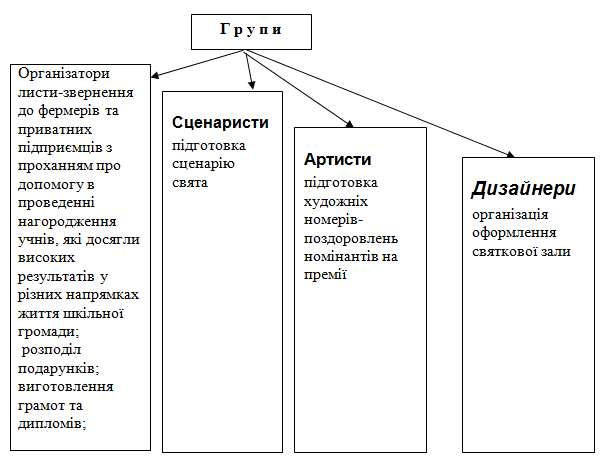 Г р у п и
Організатори
листи-звернення
до фермерів та
приватних
підприємців з
проханням про
допомогу в
проведенні
нагородження
учнів, які досягли
високих
результатів у
різних напрямках
життя шкільної
громади;
розподіл
подарунків;
виготовлення
грамот та
дипломів;
Сценаристи
підготовка
сценарію
свята
Артисти
підготовка
художніх
номерів-
поздоровлень
номінантів на
премії
Дизайнери
організація
оформлення
святкової зали